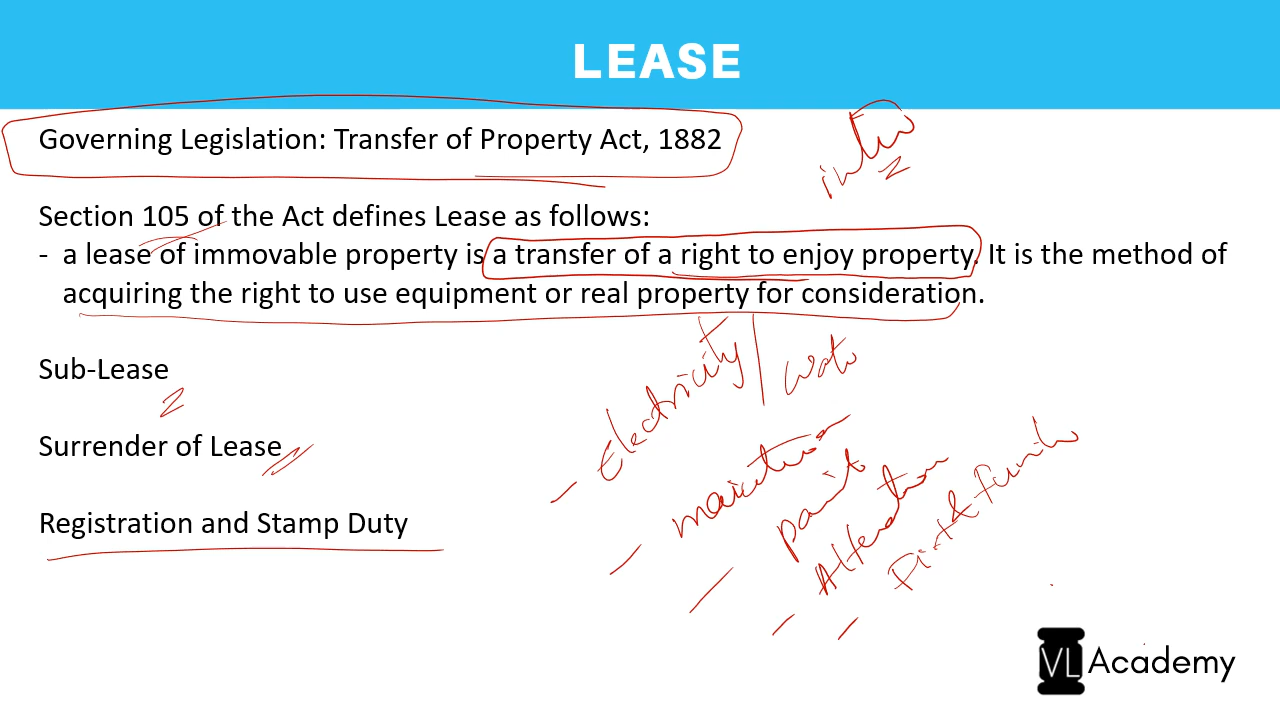 LEASE
Governing Legislation: Transfer of Property Act, 1882
Section 105 of the Act defines Lease as follows:
- a lease of immovable property is a transfer of a right to enjoy property. It is the method of
acquiring the right to use equipment or real property for consideration.
Sub-Lease
Surrender of Lease
Registration and Stamp Duty
- Electricity /
- Alteration
VL Academy